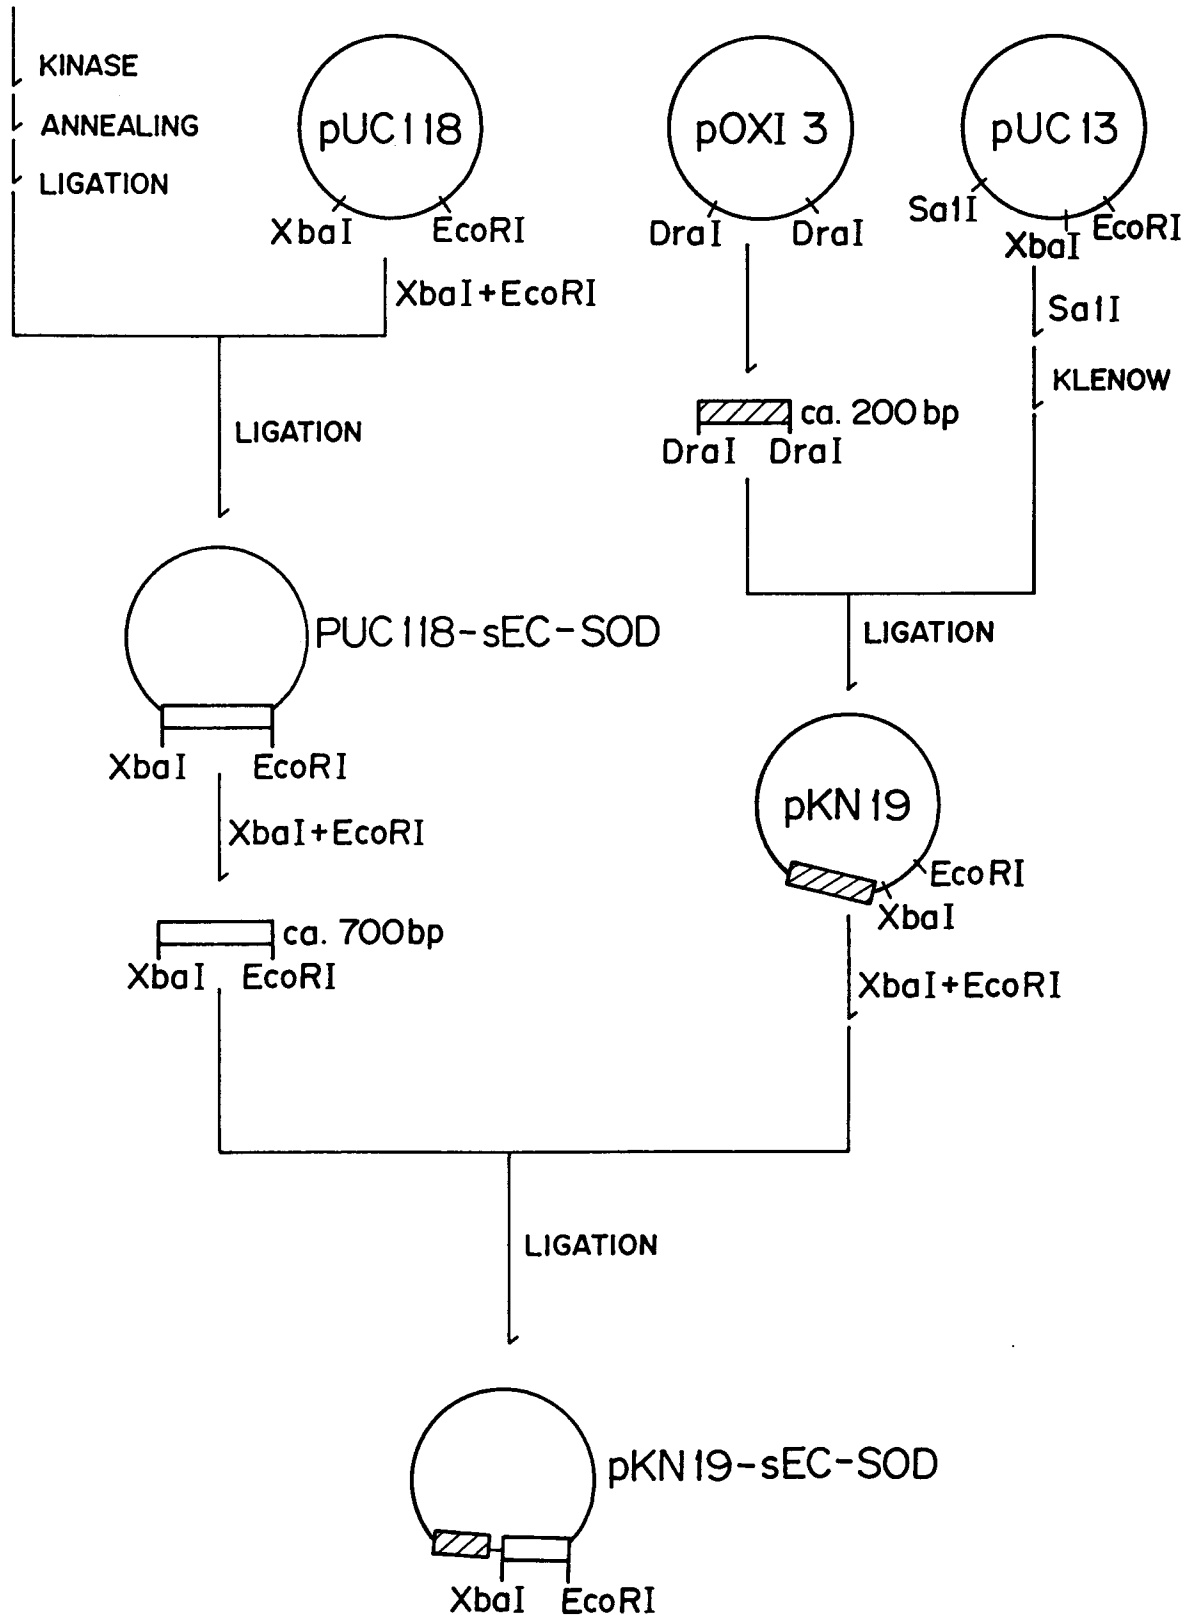 KINASE
ANNEALING
LIGATION
pUC118
XbaI
EcoRI
XbaI+EcoRI
pOXI 3
DraI
DraI
pUC13
SalI
XbaI
EcoRI
SalI
KLENOW
ca. 200bp
DraI
DraI
LIGATION
LIGATION
PUC118-sEC-SOD
XbaI
EcoRI
XbaI+EcoRI
pKN19
EcoRI
XbaI
ca. 700bp
XbaI
EcoRI
XbaI+EcoRI
LIGATION
pKN19-sEC-SOD
XbaI
EcoRI